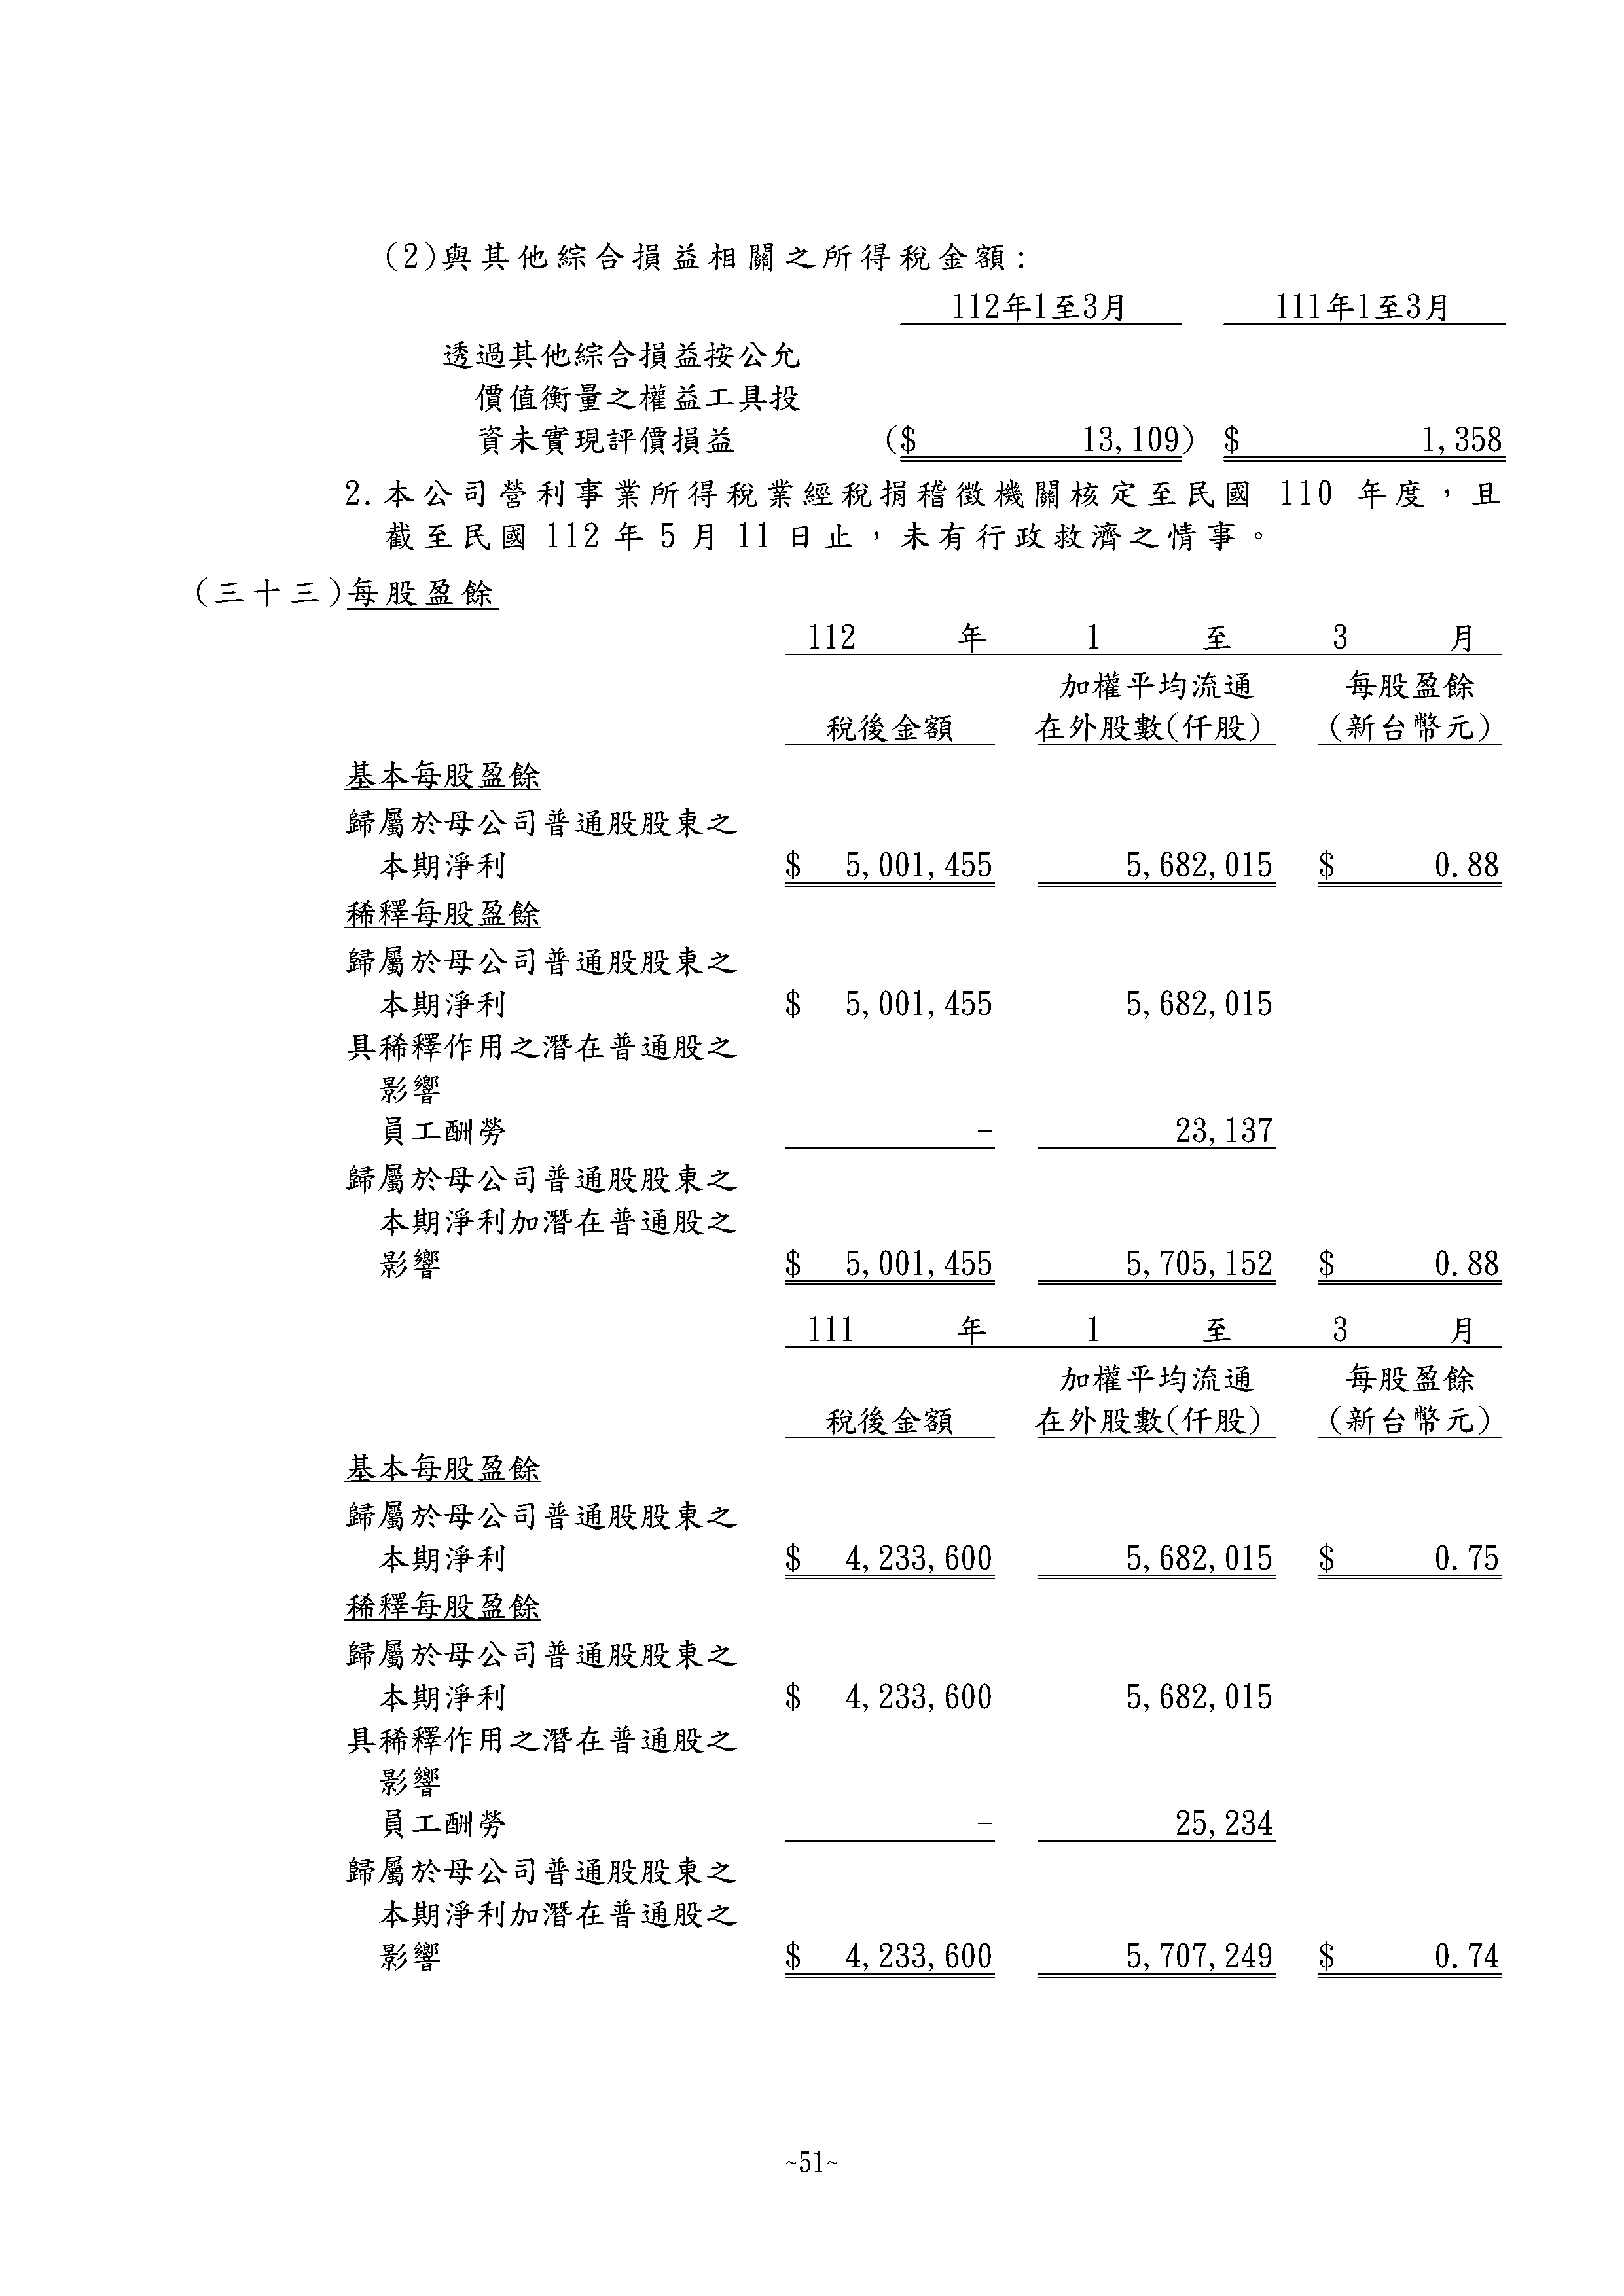 (2)與其他綜合損益相關之所得稅金額:
112年1至3月 111年1至3月
透過其他綜合損益按公允
價值衡量之權益工具投
資未實現評價損益 ($ 13,109) $ 1,358
2.本公司營利事業所得稅業經稅捐稽徵機關核定至民國 110 年度，且
截至民國 112 年 5 月 11 日止，未有行政救濟之情事。
(三十三)每股盈餘
112 年 1 至 3 月
加權平均流通 每股盈餘
稅後金額 在外股數(仟股) (新台幣元)
基本每股盈餘
歸屬於母公司普通股股東之
本期淨利 $ 5,001,455 5,682,015 $ 0.88
稀釋每股盈餘
歸屬於母公司普通股股東之
本期淨利 $ 5,001,455 5,682,015
具稀釋作用之潛在普通股之
影響
員工酬勞 - 23,137
歸屬於母公司普通股股東之
本期淨利加潛在普通股之
影響 $ 5,001,455 5,705,152 $ 0.88
111 年 1 至 3 月
加權平均流通 每股盈餘
稅後金額 在外股數(仟股) (新台幣元)
基本每股盈餘
歸屬於母公司普通股股東之
本期淨利 $ 4,233,600 5,682,015 $ 0.75
稀釋每股盈餘
歸屬於母公司普通股股東之
本期淨利 $ 4,233,600 5,682,015
具稀釋作用之潛在普通股之
影響
員工酬勞 - 25,234
歸屬於母公司普通股股東之
本期淨利加潛在普通股之
影響 $ 4,233,600 5,707,249 $ 0.74
~51~